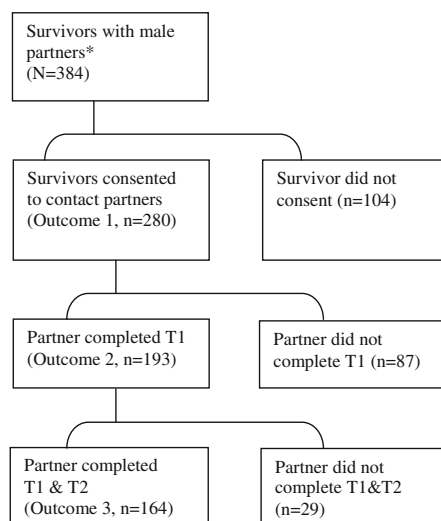 Survivors with male
partners*
(N=384)
Survivors consented
to contact partners
(Outcome 1, n=280)
Survivor did not
consent (n=104)
Partner completed T1
(Outcome 2, n=193)
Partner did not
complete T1 (n=87)
Partner completed
T1 & T2
(Outcome 3, n=164)
Partner did not
complete T1&T2
(n=29)